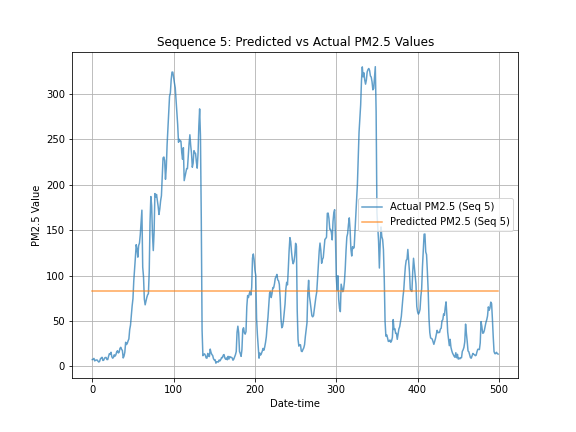 Sequence 5: Predicted vs Actual PM2.5 Values
PM2.5 Value
300
250
200
150
100
50
0
Actual PM2.5 (Seq 5)
Predicted PM2.5 (Seq 5)
0 100 200 300 400 500
Date-time